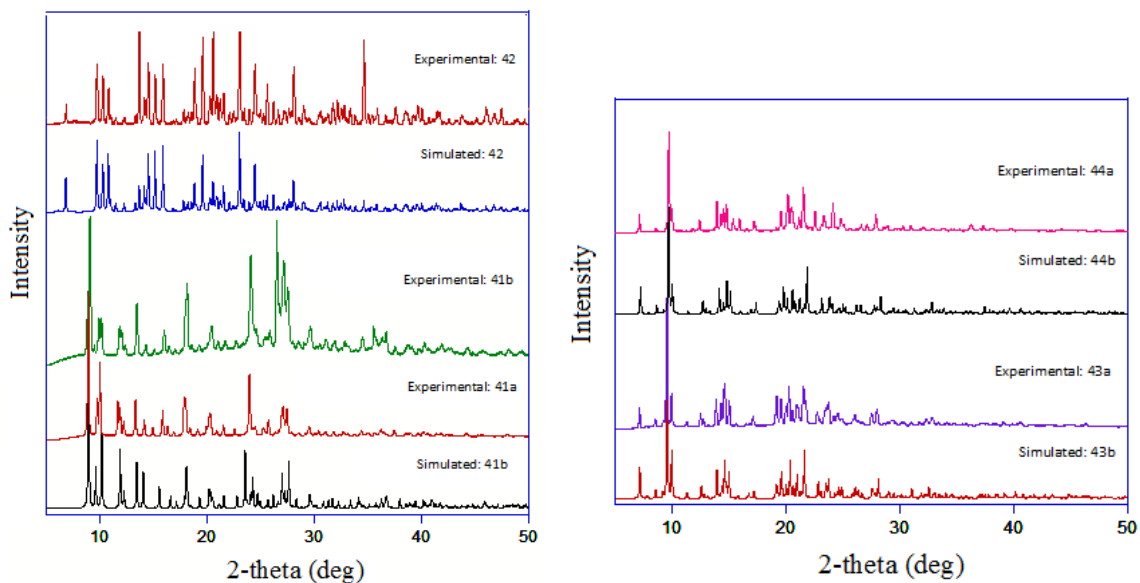 Experimental: 42
Simulated: 42
Experimental: 41b
Experimental: 41a
Simulated: 41b
Intensity
10 20 30 40 50
2-theta (deg)
Experimental: 44a
Simulated: 44b
Experimental: 43a
Simulated: 43b
Intensity
10 20 30 40 50
2-theta (deg)